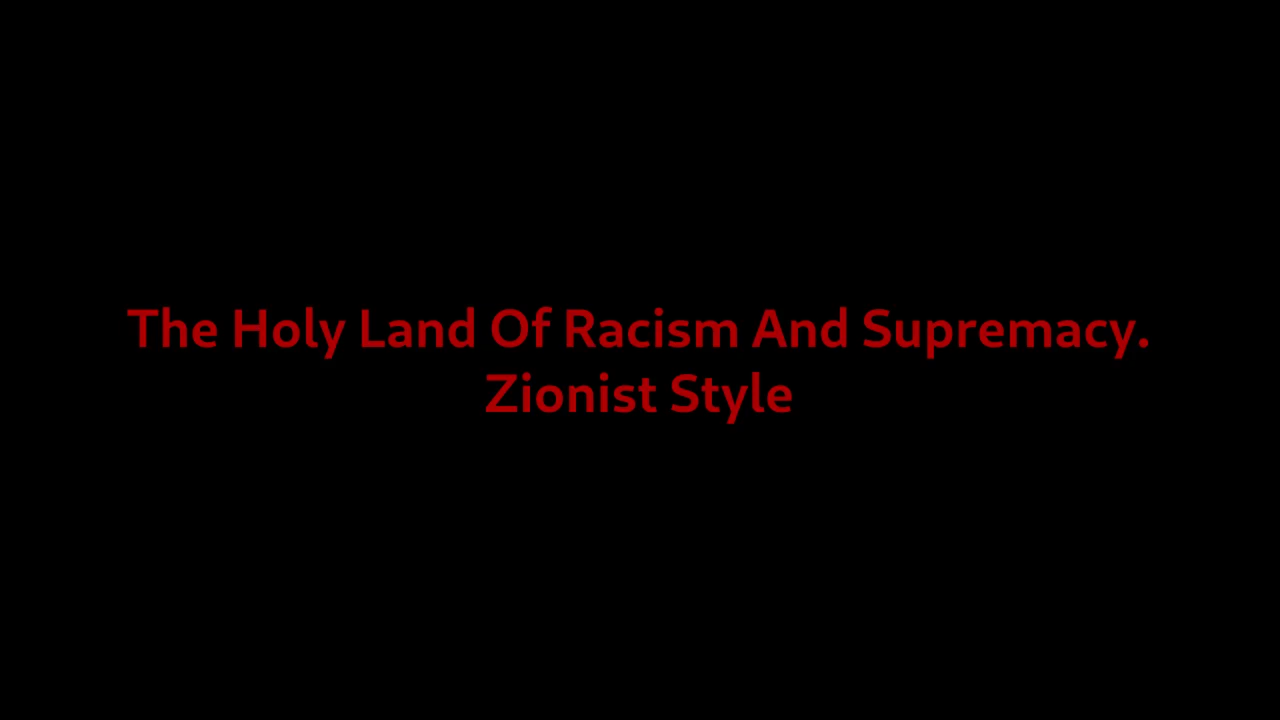 The Holy Land Of Racism And Supremacy.
Zionist Style